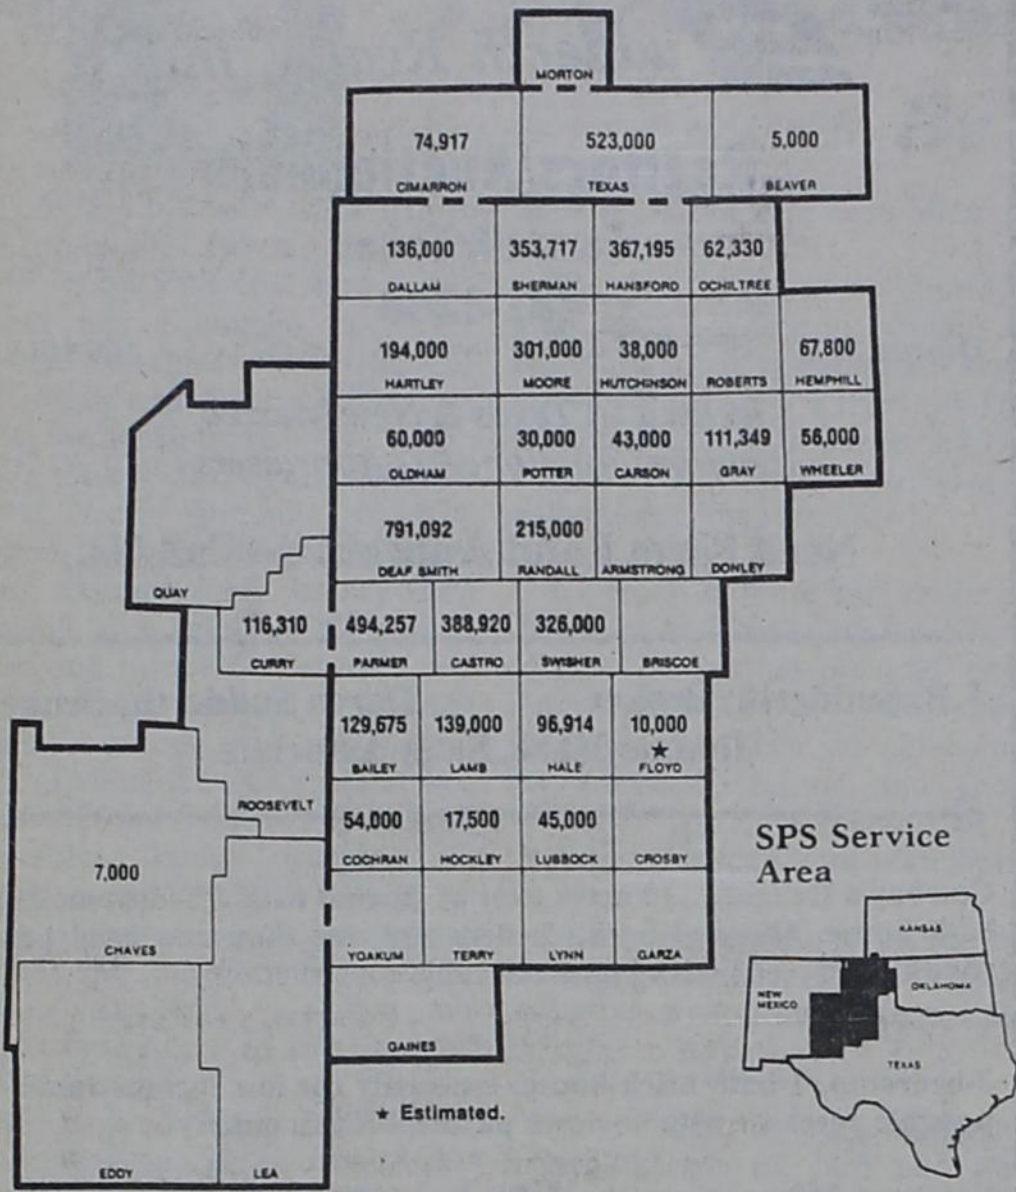 MORTON
74,917 523,000 5,000
CIMARRON TEXAS BEAVER
136,000 353,717 367,195 62,330
DALLAM SHERMAN HANSFORD OCHILTREE
194,000 301,000 38,000 67,800
HARTLEY MOORE HUTCHINSON ROBERTS HEMPHILL
60,000 30,000 43,000 111,349 56,000
OLDHAM POTTER CARSON GRAY WHEELER
791,092 215,000
DEAF SMITH RANDALL ARMSTRONG DONLEY
QUAY
116,310 494,257 388,920 326,000
CURRY PARMER CASTRO SWISHER BRISCOE
129,675 139,000 96,914 10,000
★
BAILEY LAMB HALE FLOYD
ROOSEVELT
54,000 17,500 45,000
COCHRAN HOCKLEY LUBBOCK CROSBY
7,000
CHAVES
YOAKUM TERRY LYNN GARZA
GAINES
★ Estimated.
EDDY LEA
SPS Service
Area
KANSAS
NEW
MEXICO
OKLAHOMA
TEXAS